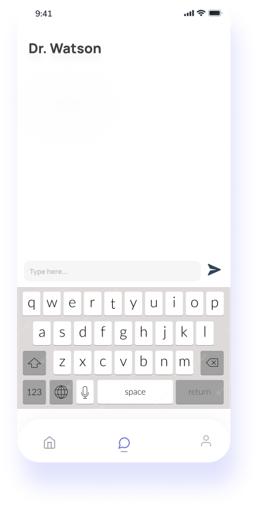 9:41
Dr. Watson
Type here...
q w e r t y u i o p
a s d f g h j k l
z x c v b n m
123 space return